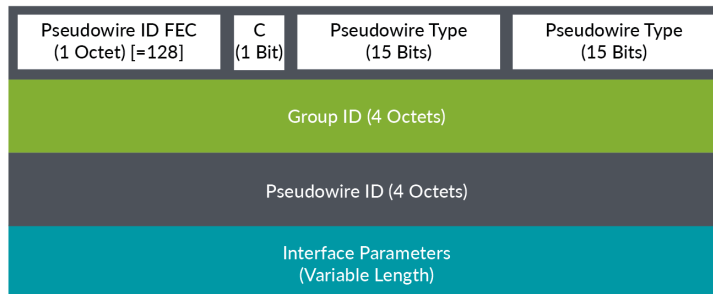 Pseudowire ID FEC
(1 Octet) [=128]
C
(1 Bit)
Pseudowire Type
(15 Bits)
Pseudowire Type
(15 Bits)
Group ID (4 Octets)
Pseudowire ID (4 Octets)
Interface Parameters
(Variable Length)